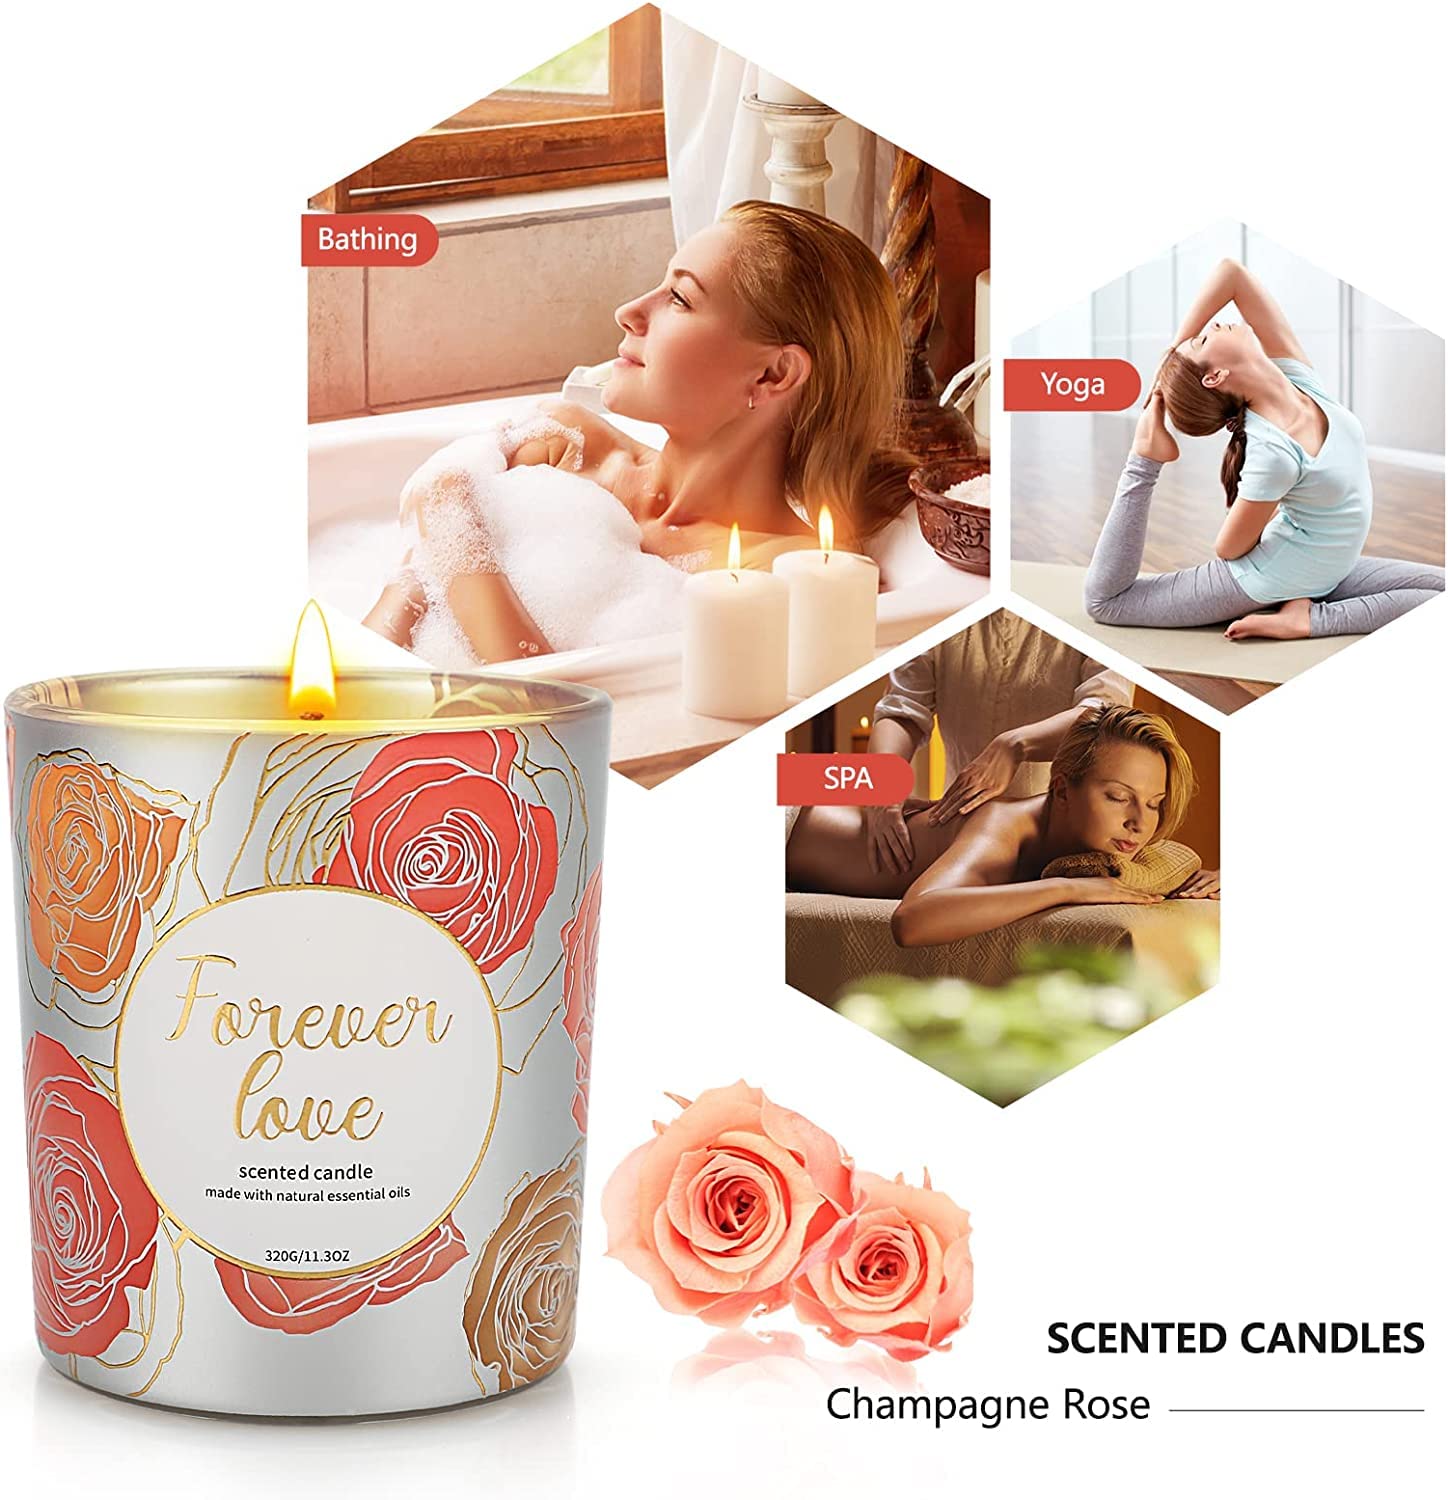 Bathing
Yoga
SPA
Forever
love
scented candle
made with natural essential oils
320G/11.3OZ
SCENTED CANDLES
Champagne Rose